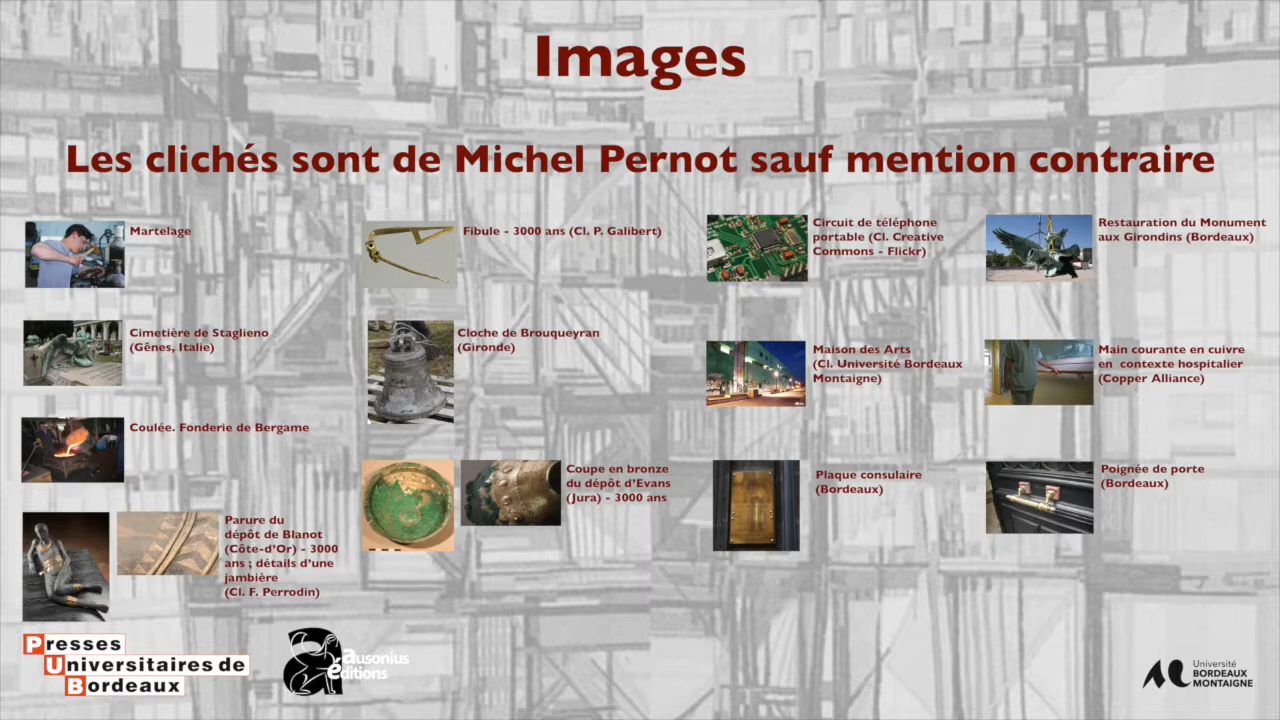 Images
Les clichés sont de Michel Pernot sauf mention contraire
Martelage
Cimetière de Staglieno
(Gênes, Italie)
Coulée. Fonderie de Bergame
Parure du
dépôt de Blanot
(Côte-d’Or) - 3000
ans ; détails d’une
jambière
(Cl. F. Perrodin)
Fibule - 3000 ans (Cl. P. Galibert)
Cloche de Brouqueyran
(Gironde)
Coupe en bronze
du dépôt d’Evans
(Jura) - 3000 ans
Circuit de téléphone
portable (Cl. Creative
Commons - Flickr)
Maison des Arts
(Cl. Université Bordeaux
Montaigne)
Plaque consulaire
(Bordeaux)
Restauration du Monument
aux Girondins (Bordeaux)
Main courante en cuivre
en  contexte hospitalier
(Copper Alliance)
Poignée de porte
(Bordeaux)
Presses
Universitaires de
Bordeaux
ausonius
éditions
Université
BORDEAUX
MONTAIGNE